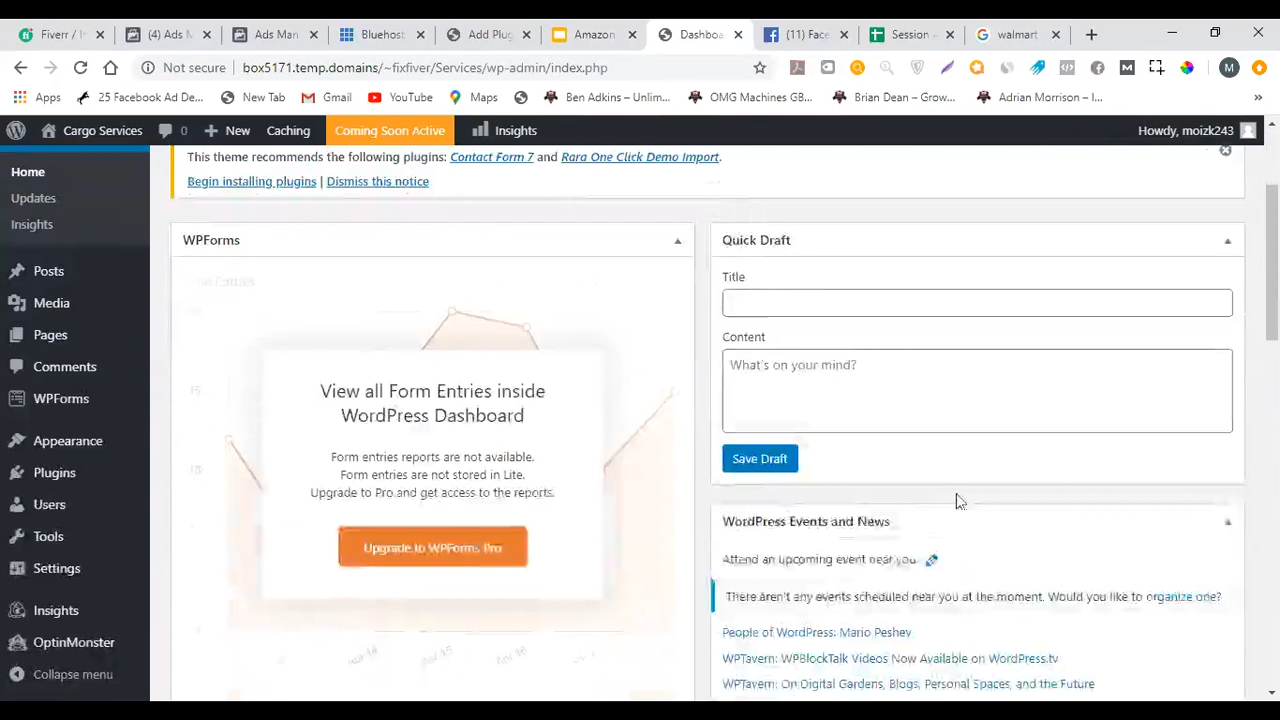 Fiverr / I
(4) Ads M
Ads Man
Bluehost
Add Plug
Amazon
Dashboa
(11) Face
Session -
walmart
Not secure
box5171.temp.domains/~fixfiver/Services/wp-admin/index.php
M
Apps
25 Facebook Ad De...
New Tab
Gmail
YouTube
Maps
Ben Adkins – Unlim...
OMG Machines GB...
Brian Dean – Grow...
Adrian Morrison – I...
Cargo Services
0
New
Caching
Coming Soon Active
Insights
Howdy, moizk243
Home
Updates
Insights
Posts
Media
Pages
Comments
WPForms
Appearance
Plugins
Users
Tools
Settings
Insights
OptinMonster
Collapse menu
This theme recommends the following plugins: Contact Form 7 and Rara One Click Demo Import.
Begin installing plugins | Dismiss this notice
WPForms
View all Form Entries inside
WordPress Dashboard
Form entries reports are not available.
Form entries are not stored in Lite.
Upgrade to Pro and get access to the reports.
Upgrade to WPForms Pro
Quick Draft
Title
Content
What's on your mind?
Save Draft
WordPress Events and News
Attend an upcoming event near you
There aren't any events scheduled near you at the moment. Would you like to organize one?
People of WordPress: Mario Peshev
WPTavern: WPBlockTalk Videos Now Available on WordPress.tv
WPTavern: On Digital Gardens, Blogs, Personal Spaces, and the Future